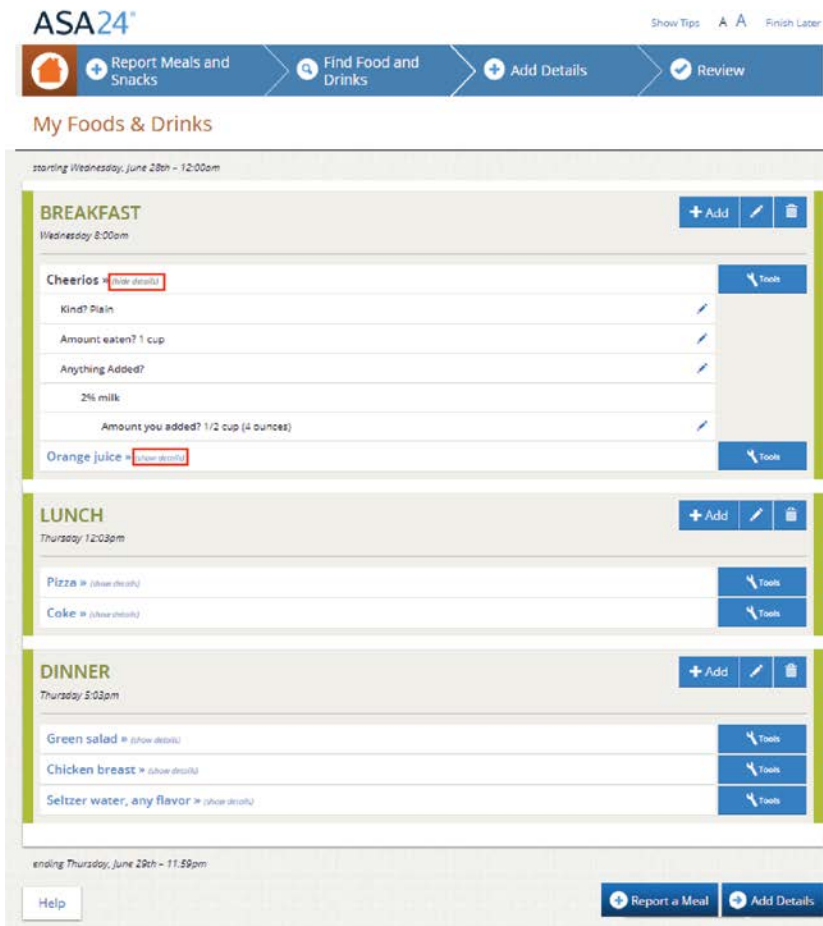 ASA24®
Show Tips A A Finish Later
Report Meals and
Snacks
Find Food and
Drinks
Add Details
Review
My Foods & Drinks
starting Wednesday, June 28th – 12:00am
BREAKFAST
+ Add
Wednesday 8:00am
Cheerios » (hide details)
Tools
Kind? Plain
Amount eaten? 1 cup
Anything Added?
2% milk
Amount you added? 1/2 cup (4 ounces)
Orange juice » (show details)
Tools
LUNCH
+ Add
Thursday 12:03pm
Pizza » (show details)
Tools
Coke » (show details)
Tools
DINNER
+ Add
Thursday 5:03pm
Green salad » (show details)
Tools
Chicken breast » (show details)
Tools
Seltzer water, any flavor » (show details)
Tools
ending Thursday, June 29th – 11:59pm
Help
Report a Meal
Add Details